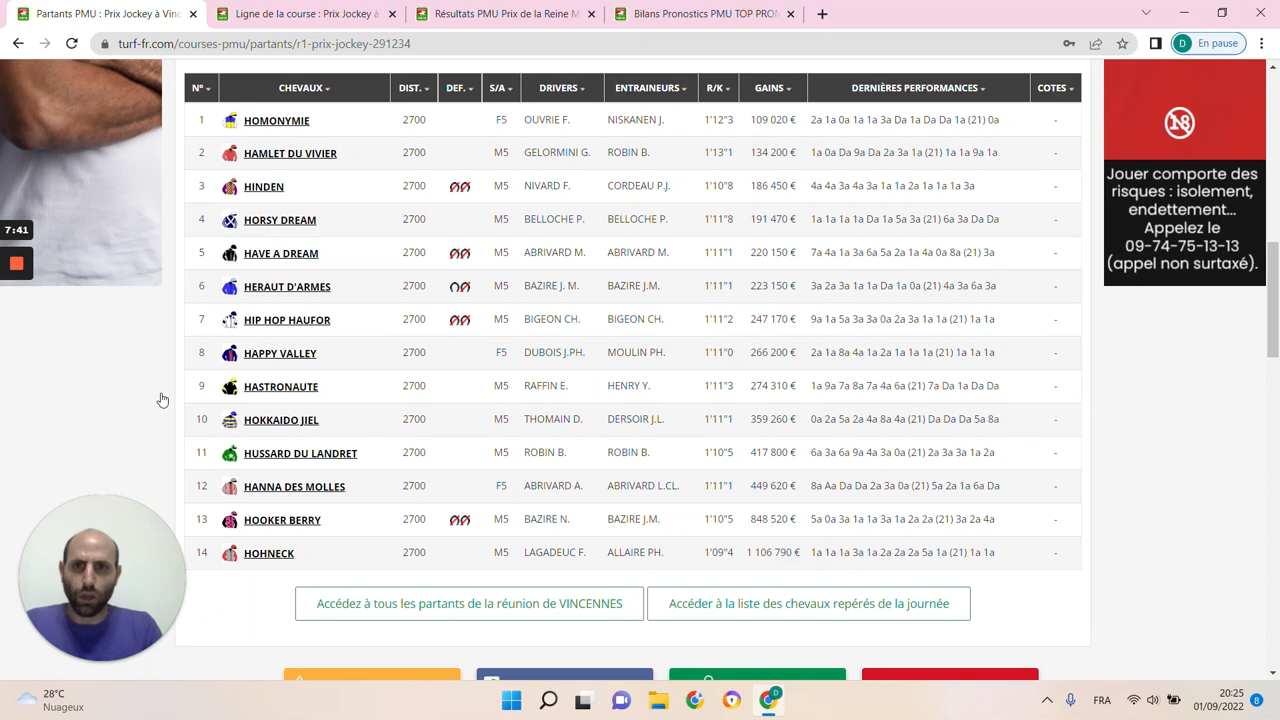 Partants PMU : Prix Jockey à Vinc
Ligne de la course : Prix Jockey à
Résultats PMU Prix de la Reine M
Bilans Pronostics PMU TOP PRON
turf-fr.com/courses-pmu/partants/r1-prix-jockey-291234
D En pause
N° CHEVAUX DIST. DEF. S/A DRIVERS ENTRAINEURS R/K GAINS DERNIÈRES PERFORMANCES COTES
1 HOMONYMIE 2700 F5 OUVRIE F. NISKANEN J. 1'12"3 109 020 € 2a 1a 0a 1a 1a 3a Da 1a Da Da 1a (21) 0a -
2 HAMLET DU VIVIER 2700 M5 GELORMINI G. ROBIN B. 1'13"1 134 200 € 1a 0a Da 9a Da 2a 3a 1a (21) 1a 1a 9a 1a -
3 HINDEN 2700 M5 NIVARD F. CORDEAU P.J. 1'10"8 186 450 € 4a 4a 3a 4a 3a 1a 1a 2a 1a 1a 1a 3a -
4 HORSY DREAM 2700 M5 BELLOCHE P. BELLOCHE P. 1'11"8 191 470 € 1a 1a 1a 1a Da 1a 5a 3a (21) 6a 3a Da Da -
5 HAVE A DREAM 2700 M5 ABRIVARD M. ABRIVARD M. 1'11"1 220 150 € 7a 4a 1a 3a 6a 5a 2a 1a 4a 0a 8a (21) 3a -
6 HERAUT D'ARMES 2700 M5 BAZIRE J. M. BAZIRE J.M. 1'11"1 223 150 € 3a 2a 3a 1a 1a Da 1a 0a (21) 4a 3a 6a 3a -
7 HIP HOP HAUFOR 2700 M5 BIGEON CH. BIGEON CH. 1'11"2 247 170 € 9a 1a 5a 3a 3a 0a 2a 3a 1a 1a (21) 1a 1a -
8 HAPPY VALLEY 2700 F5 DUBOIS J.PH. MOULIN PH. 1'11"0 266 200 € 2a 1a 8a 4a 1a 2a 1a 1a 1a (21) 1a 1a 1a -
9 HASTRONAUTE 2700 M5 RAFFIN E. HENRY Y. 1'11"3 274 310 € 1a 9a 7a 8a 7a 4a 6a (21) 7a Da 1a Da Da -
10 HOKKAIDO JIEL 2700 M5 THOMAIN D. DERSOIR J.L. 1'11"1 359 260 € 0a 2a 5a 2a 4a 8a 4a (21) Da Da Da 5a 8a -
11 HUSSARD DU LANDRET 2700 M5 ROBIN B. ROBIN B. 1'10"5 417 800 € 6a 3a 6a 9a 4a 3a 0a (21) 2a 3a 3a 1a 2a -
12 HANNA DES MOLLES 2700 F5 ABRIVARD A. ABRIVARD L.CL. 1'11"1 449 620 € 8a Aa Da Da 2a 3a 0a (21) 5a 2a 1a 6a Da -
13 HOOKER BERRY 2700 M5 BAZIRE N. BAZIRE J.M. 1'10"5 848 520 € 5a 0a 3a 1a 1a 3a 1a 2a 2a (21) 3a 2a 4a -
14 HOHNECK 2700 M5 LAGADEUC F. ALLAIRE PH. 1'09"4 1 106 790 € 1a 1a 1a 3a 1a 2a 2a 2a 5a 1a (21) 1a 1a -
Accédez à tous les partants de la réunion de VINCENNES
Accéder à la liste des chevaux repérés de la journée
7:41
18
Jouer comporte des
risques : isolement,
endettement...
Appelez le
09-74-75-13-13
(appel non surtaxé).
28°C
Nuageux
D
FRA
20:25
01/09/2022
8